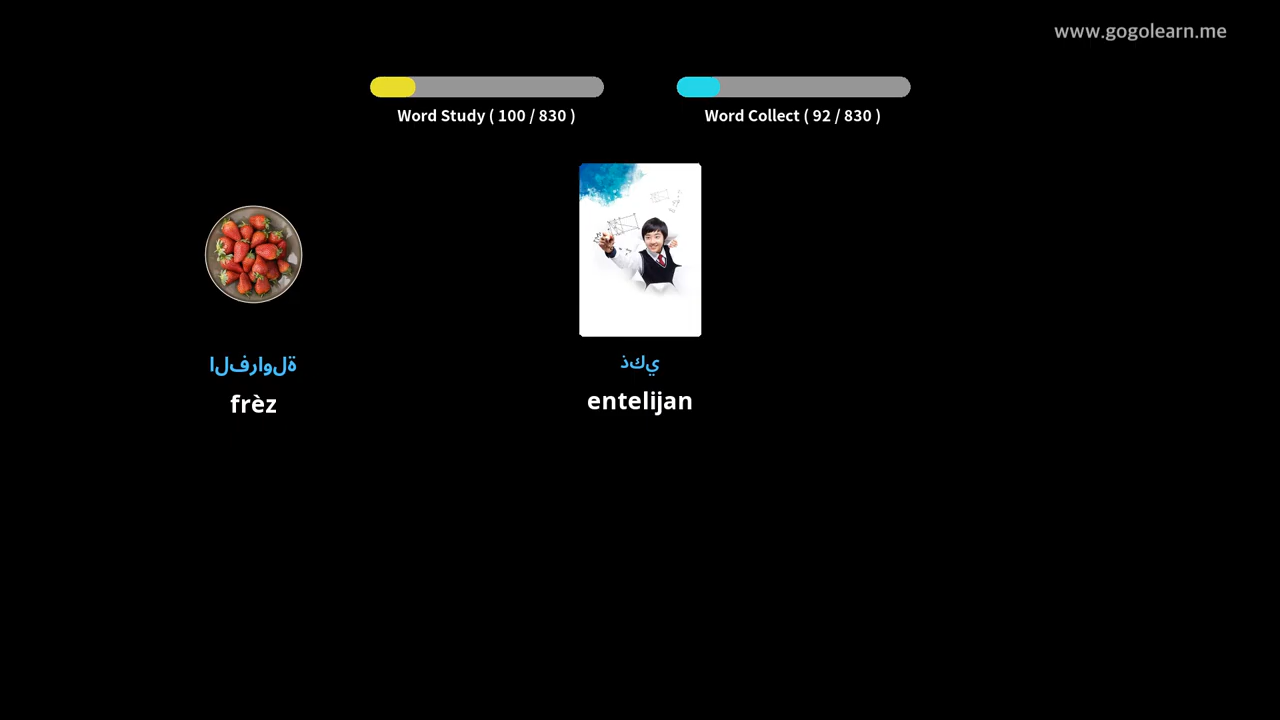 www.gogolearn.me
Word Study ( 100 / 830 )
Word Collect ( 92 / 830 )
الفراولة
frèz
ذكي
entelijan